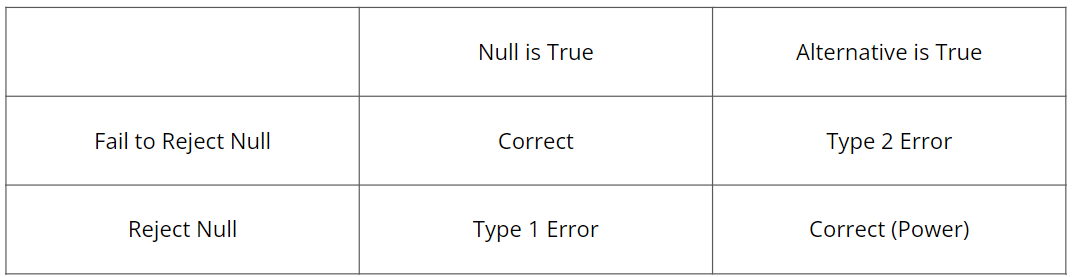 Null is True
Alternative is True
Fail to Reject Null
Correct
Type 2 Error
Reject Null
Type 1 Error
Correct (Power)